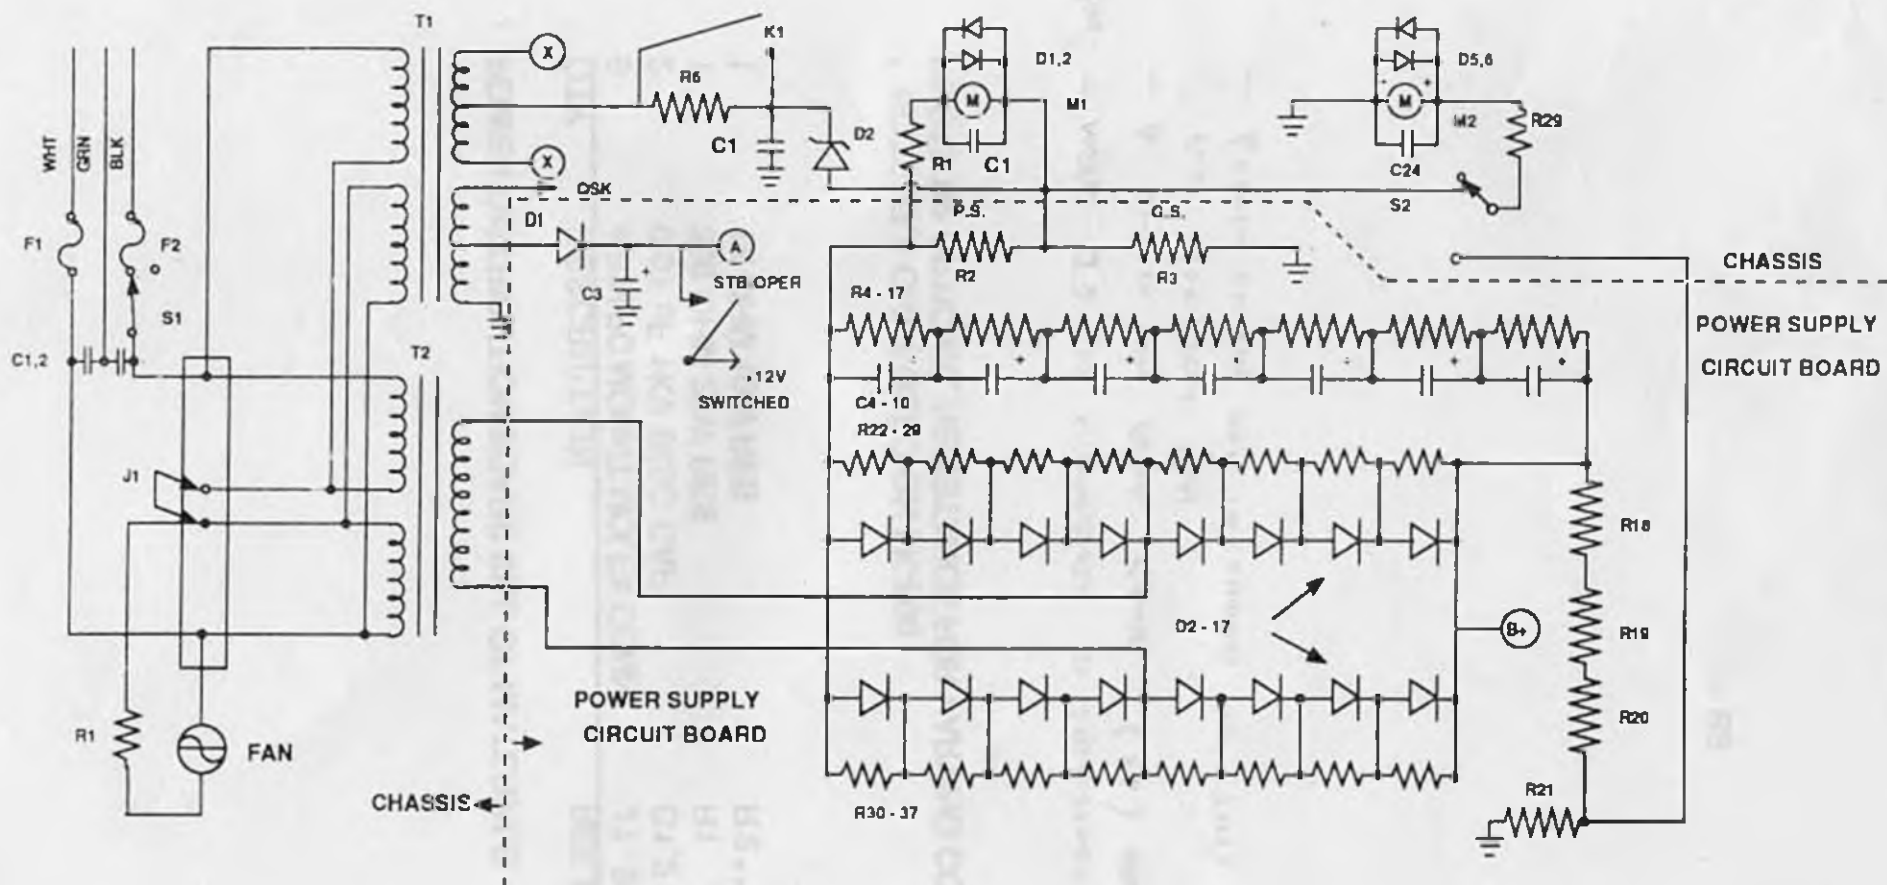 T1
K1
X
R6
D1,2
D5,6
M
M1
M
M2
R29
WHT
GRN
BLK
C1
D2
R1
C1
C24
X
OSK
S2
D1
P.S.
G.S.
F1
F2
A
R2
R3
CHASSIS
C3
STB OPER
R4 - 17
S1
POWER SUPPLY
CIRCUIT BOARD
C1,2
T2
+12V
SWITCHED
C4 - 10
R22 - 29
J1
R18
D2 - 17
B+
R19
POWER SUPPLY
CIRCUIT BOARD
R20
R1
FAN
CHASSIS
R30 - 37
R21